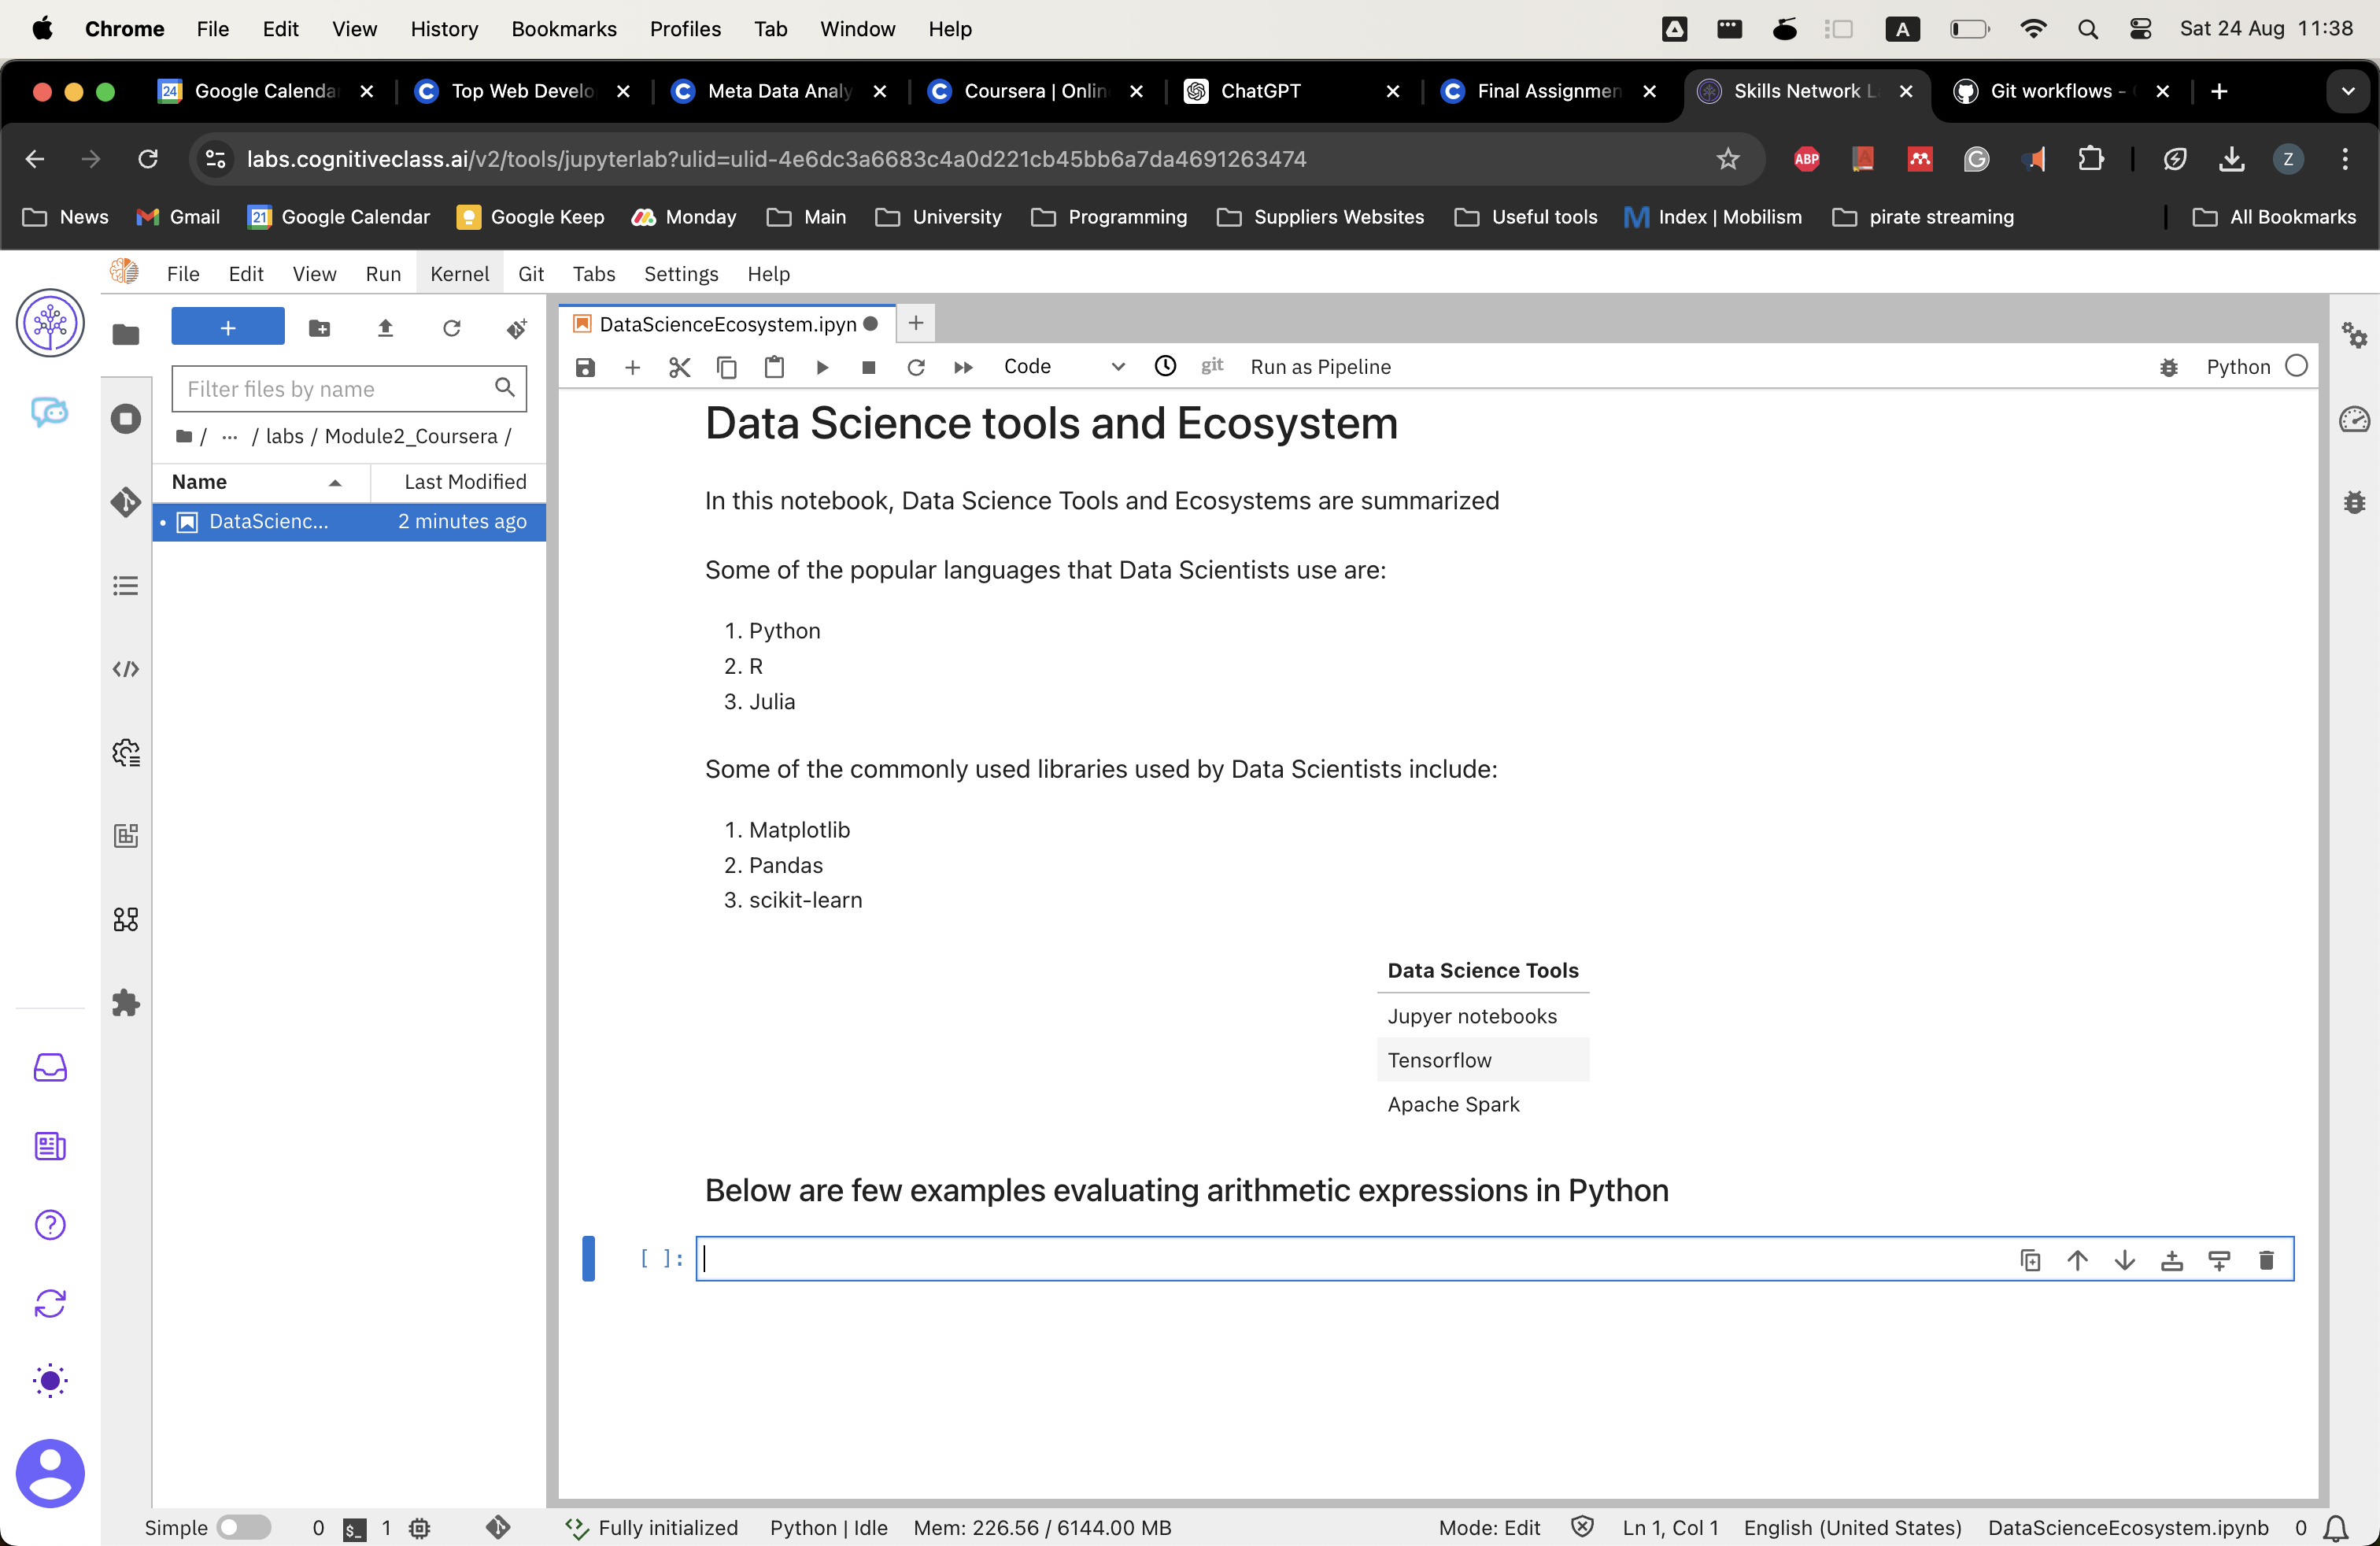 Chrome File Edit View History Bookmarks Profiles Tab Window Help A Sat 24 Aug 11:38
24 Google Calenda Top Web Develo Meta Data Analy Coursera | Onlin ChatGPT Final Assignmen Skills Network L Git workflows -
labs.cognitiveclass.ai/v2/tools/jupyterlab?ulid=ulid-4e6dc3a6683c4a0d221cb45bb6a7da4691263474 ABP Z
News Gmail 21 Google Calendar Google Keep Monday Main University Programming Suppliers Websites Useful tools Index | Mobilism pirate streaming All Bookmarks
File Edit View Run Kernel Git Tabs Settings Help
DataScienceEcosystem.ipyn
Code git Run as Pipeline Python
Filter files by name
/ ... / labs / Module2_Coursera /
Name Last Modified
DataScienc... 2 minutes ago
Data Science tools and Ecosystem
In this notebook, Data Science Tools and Ecosystems are summarized
Some of the popular languages that Data Scientists use are:
1. Python
2. R
3. Julia
Some of the commonly used libraries used by Data Scientists include:
1. Matplotlib
2. Pandas
3. scikit-learn
Data Science Tools
Jupyer notebooks
Tensorflow
Apache Spark
Below are few examples evaluating arithmetic expressions in Python
[ ]:
Simple 0 $_ 1 Fully initialized Python | Idle Mem: 226.56 / 6144.00 MB Mode: Edit Ln 1, Col 1 English (United States) DataScienceEcosystem.ipynb 0